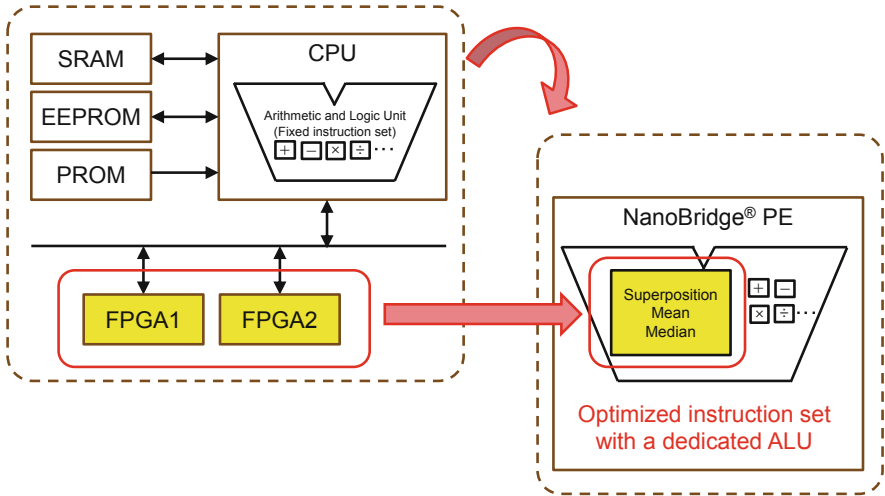 SRAM
EEPROM
PROM
CPU
Arithmetic and Logic Unit
(Fixed instruction set)
+ − × ÷ ···
FPGA1
FPGA2
NanoBridge® PE
Superposition
Mean
Median
+ −
× ÷ ···
Optimized instruction set
with a dedicated ALU